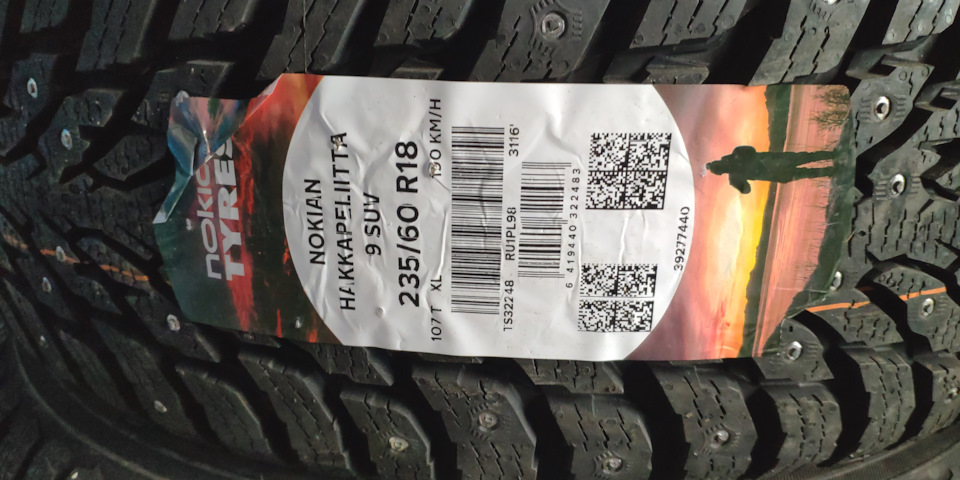 nokian
TYRES
NOKIAN
HAKKAPELIITTA
9 SUV
235/60 R18
107T XL 190 KM/H
3116'
TS32248 RU1PL98
6 419440 322483
39277440